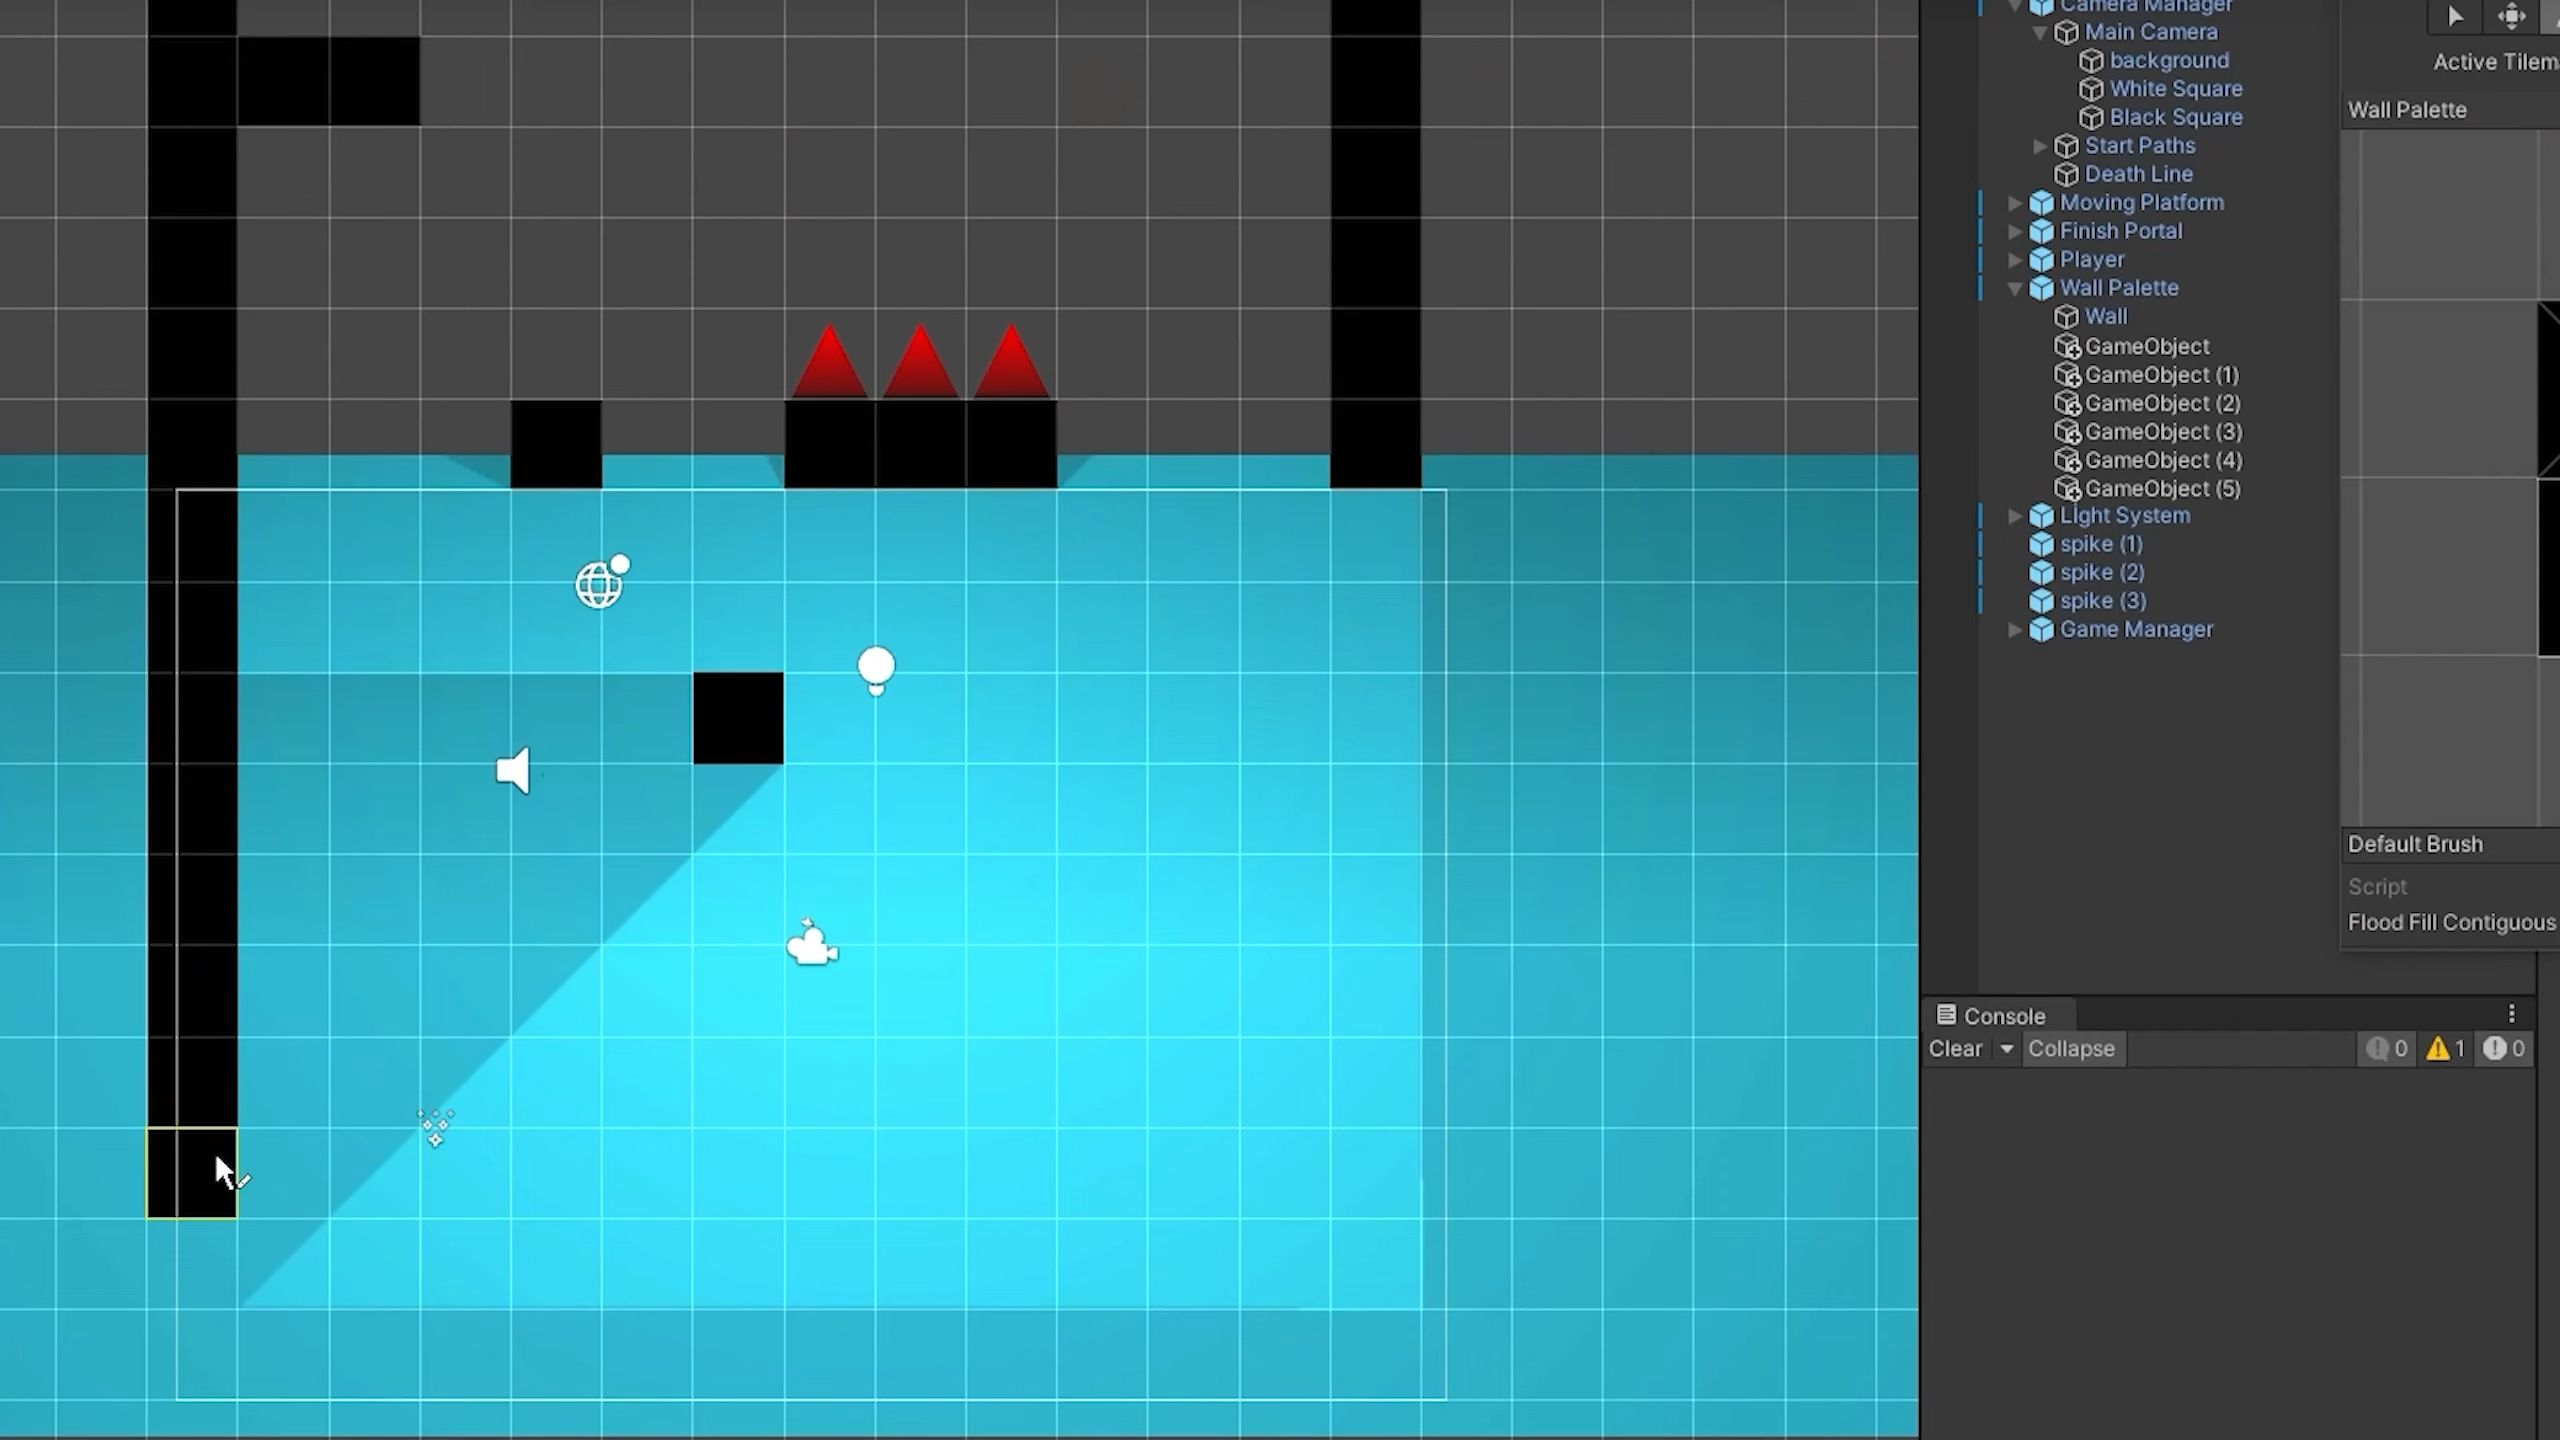 Camera Manager
Main Camera
background
White Square
Black Square
Start Paths
Death Line
Moving Platform
Finish Portal
Player
Wall Palette
Wall
GameObject
GameObject (1)
GameObject (2)
GameObject (3)
GameObject (4)
GameObject (5)
Light System
spike (1)
spike (2)
spike (3)
Game Manager
Active Tilem
Wall Palette
Default Brush
Script
Flood Fill Contiguous
Console
Clear
Collapse
0
1
0